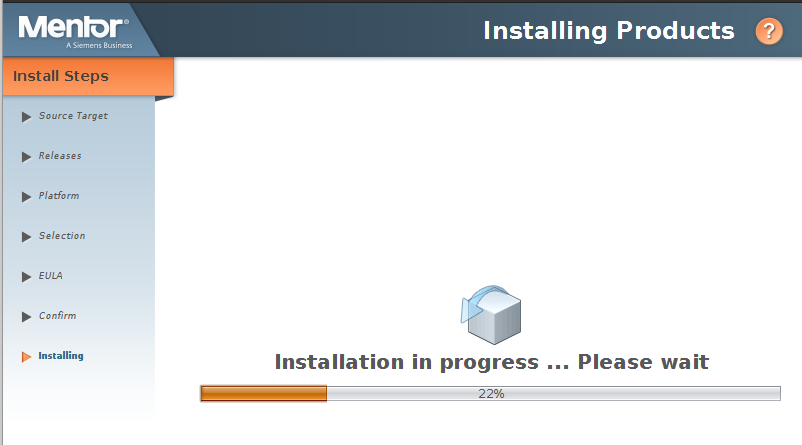 Mentor®
A Siemens Business
Installing Products
?
Install Steps
Source Target
Releases
Platform
Selection
EULA
Confirm
Installing
Installation in progress ... Please wait
22%